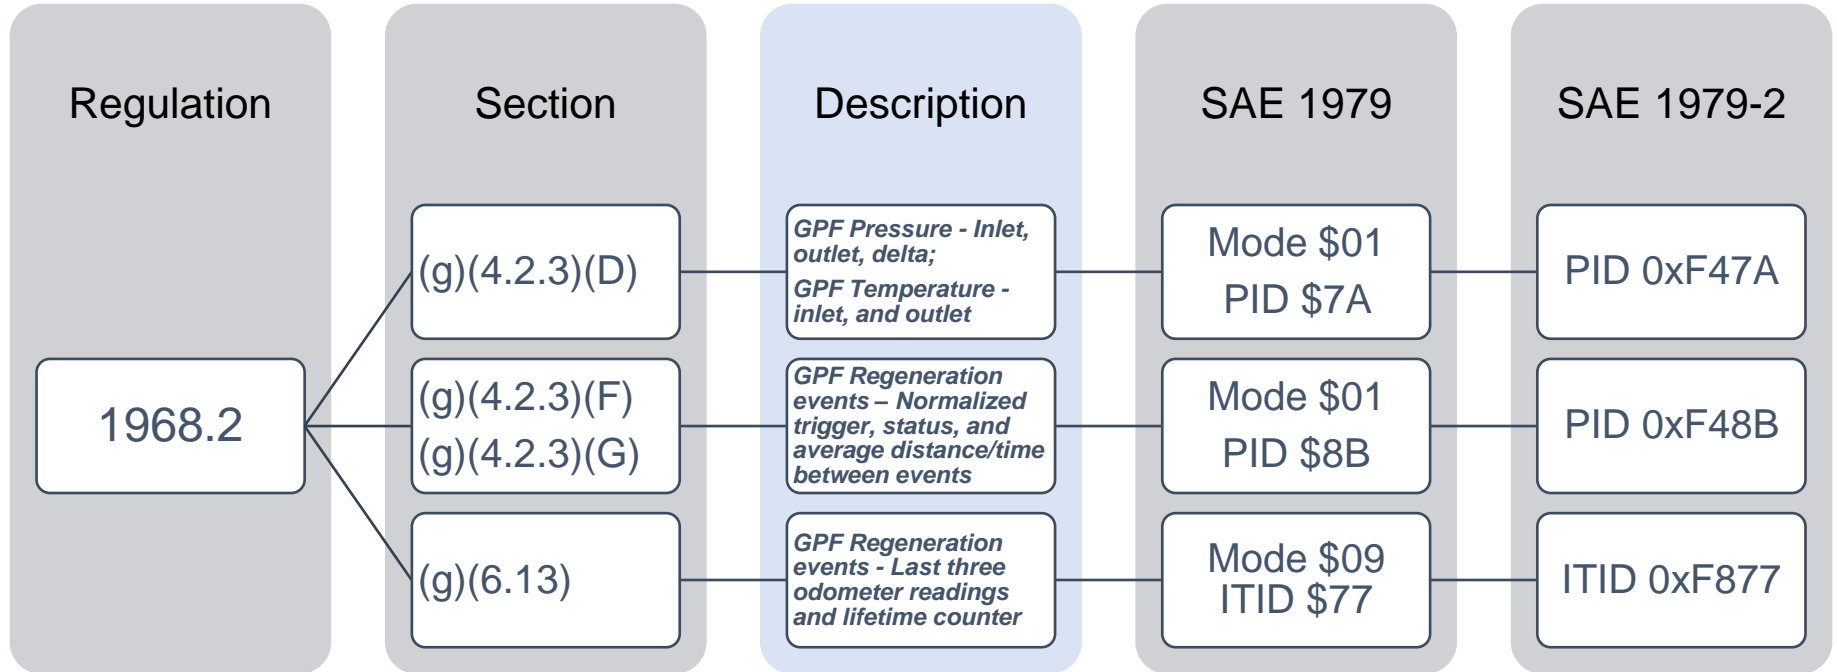 Regulation
Section
Description
SAE 1979
SAE 1979-2
1968.2
(g)(4.2.3)(D)
GPF Pressure - Inlet,
outlet, delta;
GPF Temperature -
inlet, and outlet
Mode $01
PID $7A
PID 0xF47A
(g)(4.2.3)(F)
(g)(4.2.3)(G)
GPF Regeneration
events – Normalized
trigger, status, and
average distance/time
between events
Mode $01
PID $8B
PID 0xF48B
(g)(6.13)
GPF Regeneration
events - Last three
odometer readings
and lifetime counter
Mode $09
ITID $77
ITID 0xF877